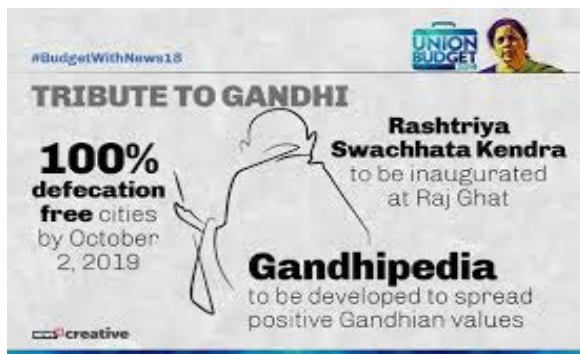 #BudgetWithNews18
UNION
BUDGET
TRIBUTE TO GANDHI
100%
defecation
free cities
by October
2, 2019
Rashtriya
Swachhata Kendra
to be inaugurated
at Raj Ghat
Gandhipedia
to be developed to spread
positive Gandhian values
creative